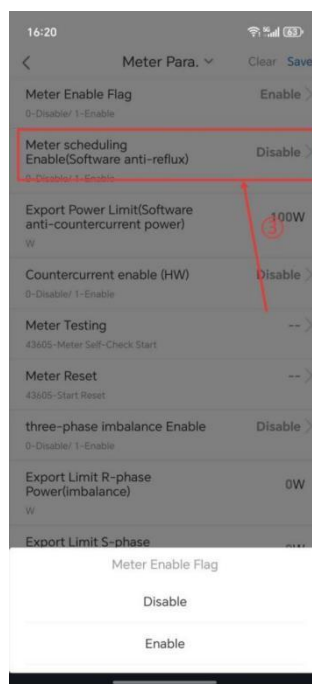 16:20
63
Meter Para.
Clear Save
Meter Enable Flag
Enable
0-Disable/ 1-Enable
Meter scheduling
Enable(Software anti-reflux)
Disable
0-Disable/ 1-Enable
Export Power Limit(Software
anti-countercurrent power)
100W
③
W
Countercurrent enable (HW)
Disable
0-Disable/ 1-Enable
Meter Testing
--
43605-Meter Self-Check Start
Meter Reset
--
43605-Start Reset
three-phase imbalance Enable
Disable
0-Disable/ 1-Enable
Export Limit R-phase
Power(imbalance)
0W
W
Export Limit S-phase
Meter Enable Flag
Disable
Enable